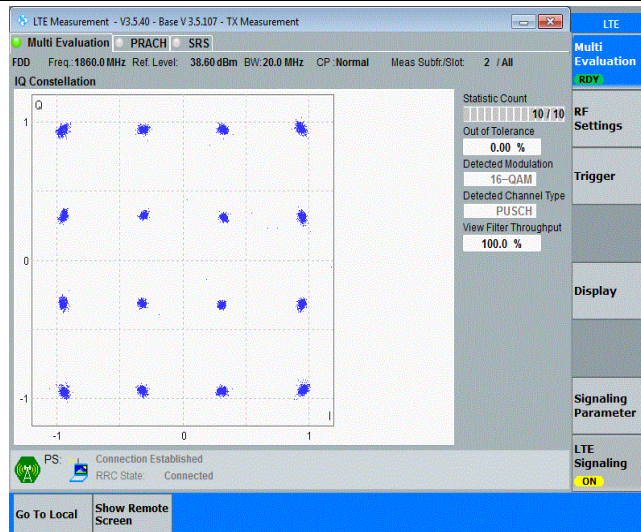 LTE Measurement - V3.5.40 - Base V 3.5.107 - TX Measurement
LTE
Multi Evaluation PRACH SRS
Multi
Evaluation
RDY
FDD Freq.:1860.0 MHz Ref. Level: 38.60 dBm BW:20.0 MHz CP :Normal Meas Subfr./Slot: 2 / All
IQ Constellation
Q
1
0
-1
-1 0 1
I
Statistic Count
10 / 10
Out of Tolerance
0.00 %
Detected Modulation
16-QAM
Detected Channel Type
PUSCH
View Filter Throughput
100.0 %
RF
Settings
Trigger
Display
Signaling
Parameter
LTE
Signaling
ON
PS: Connection Established
RRC State: Connected
Go To Local
Show Remote
Screen